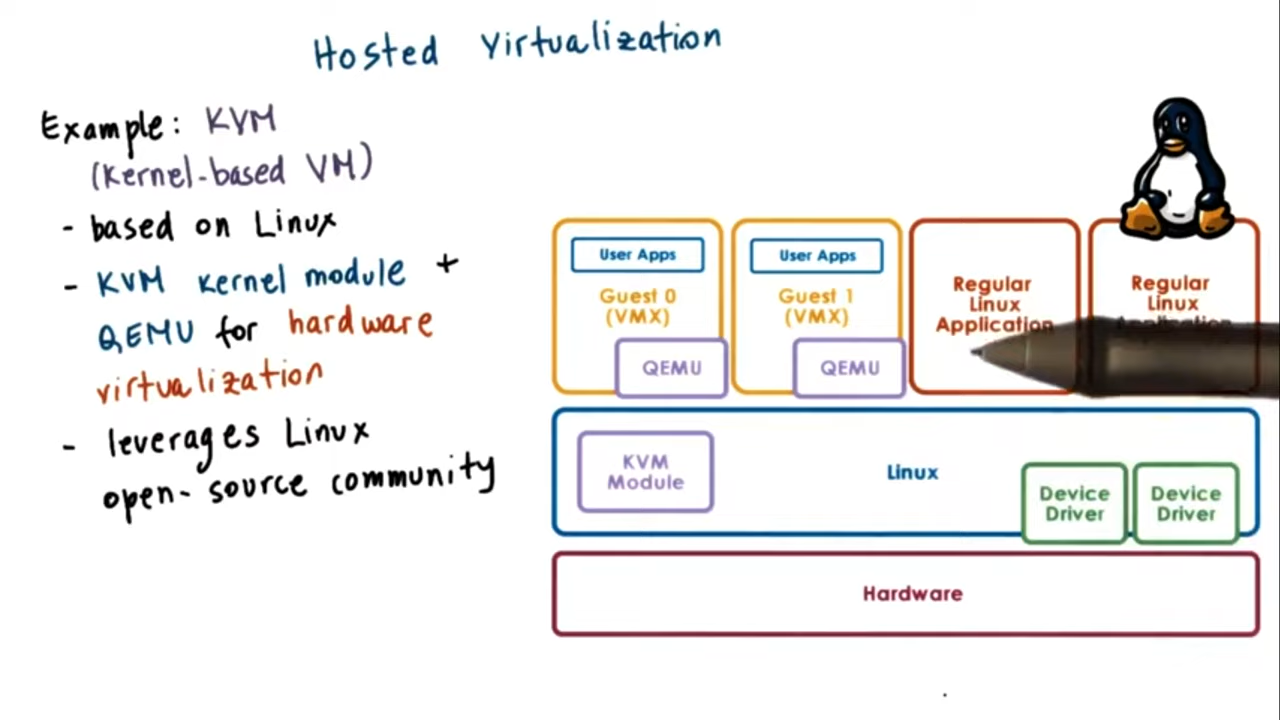 Hosted Virtualization
Example: KVM
(Kernel-based VM)
- based on Linux
- KVM kernel module +
QEMU for hardware
virtualization
- leverages Linux
open-source community
User Apps
Guest 0
(VMX)
QEMU
User Apps
Guest 1
(VMX)
QEMU
Regular
Linux
Application
Regular
Linux
Application
KVM
Module
Linux
Device
Driver
Device
Driver
Hardware